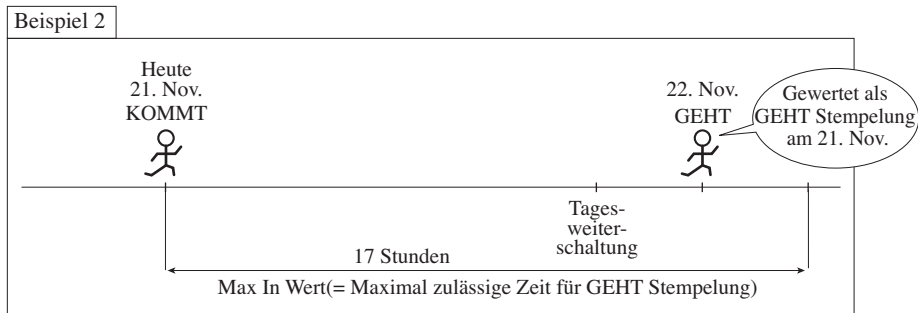 Beispiel 2
Heute
21. Nov.
KOMMT
22. Nov.
GEHT
Gewertet als
GEHT Stempelung
am 21. Nov.
Tages-
weiter-
schaltung
17 Stunden
Max In Wert(= Maximal zulässige Zeit für GEHT Stempelung)